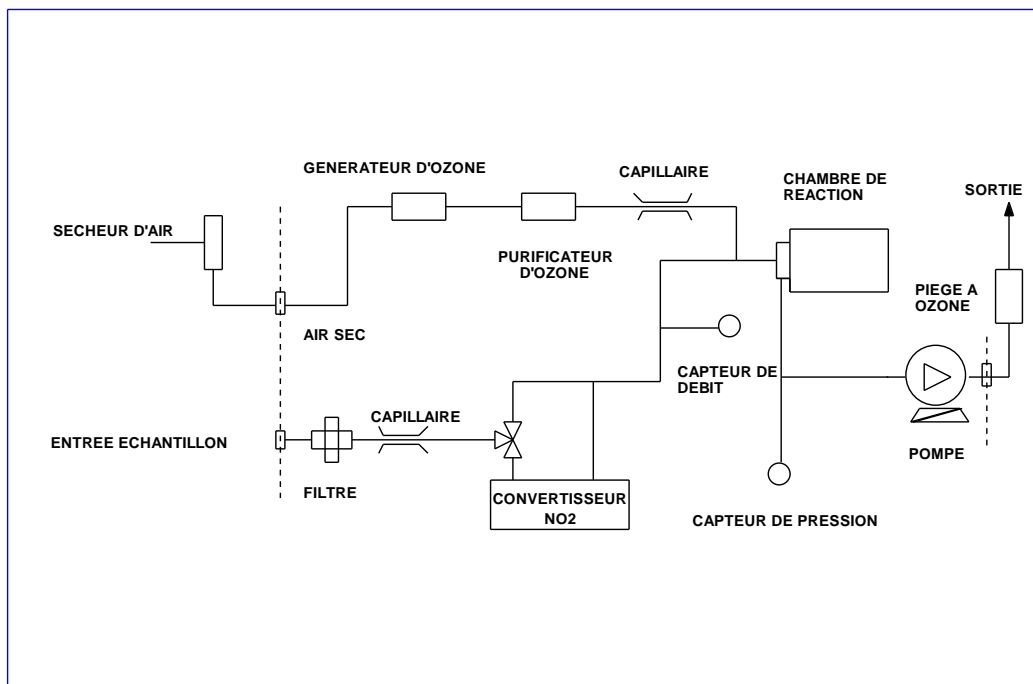 GENERATEUR D'OZONE
CAPILLAIRE
CHAMBRE DE
REACTION
SORTIE
SECHEUR D'AIR
PURIFICATEUR
D'OZONE
PIEGE A
OZONE
AIR SEC
CAPTEUR DE
DEBIT
CAPILLAIRE
ENTREE ECHANTILLON
POMPE
FILTRE
CONVERTISSEUR
NO2
CAPTEUR DE PRESSION